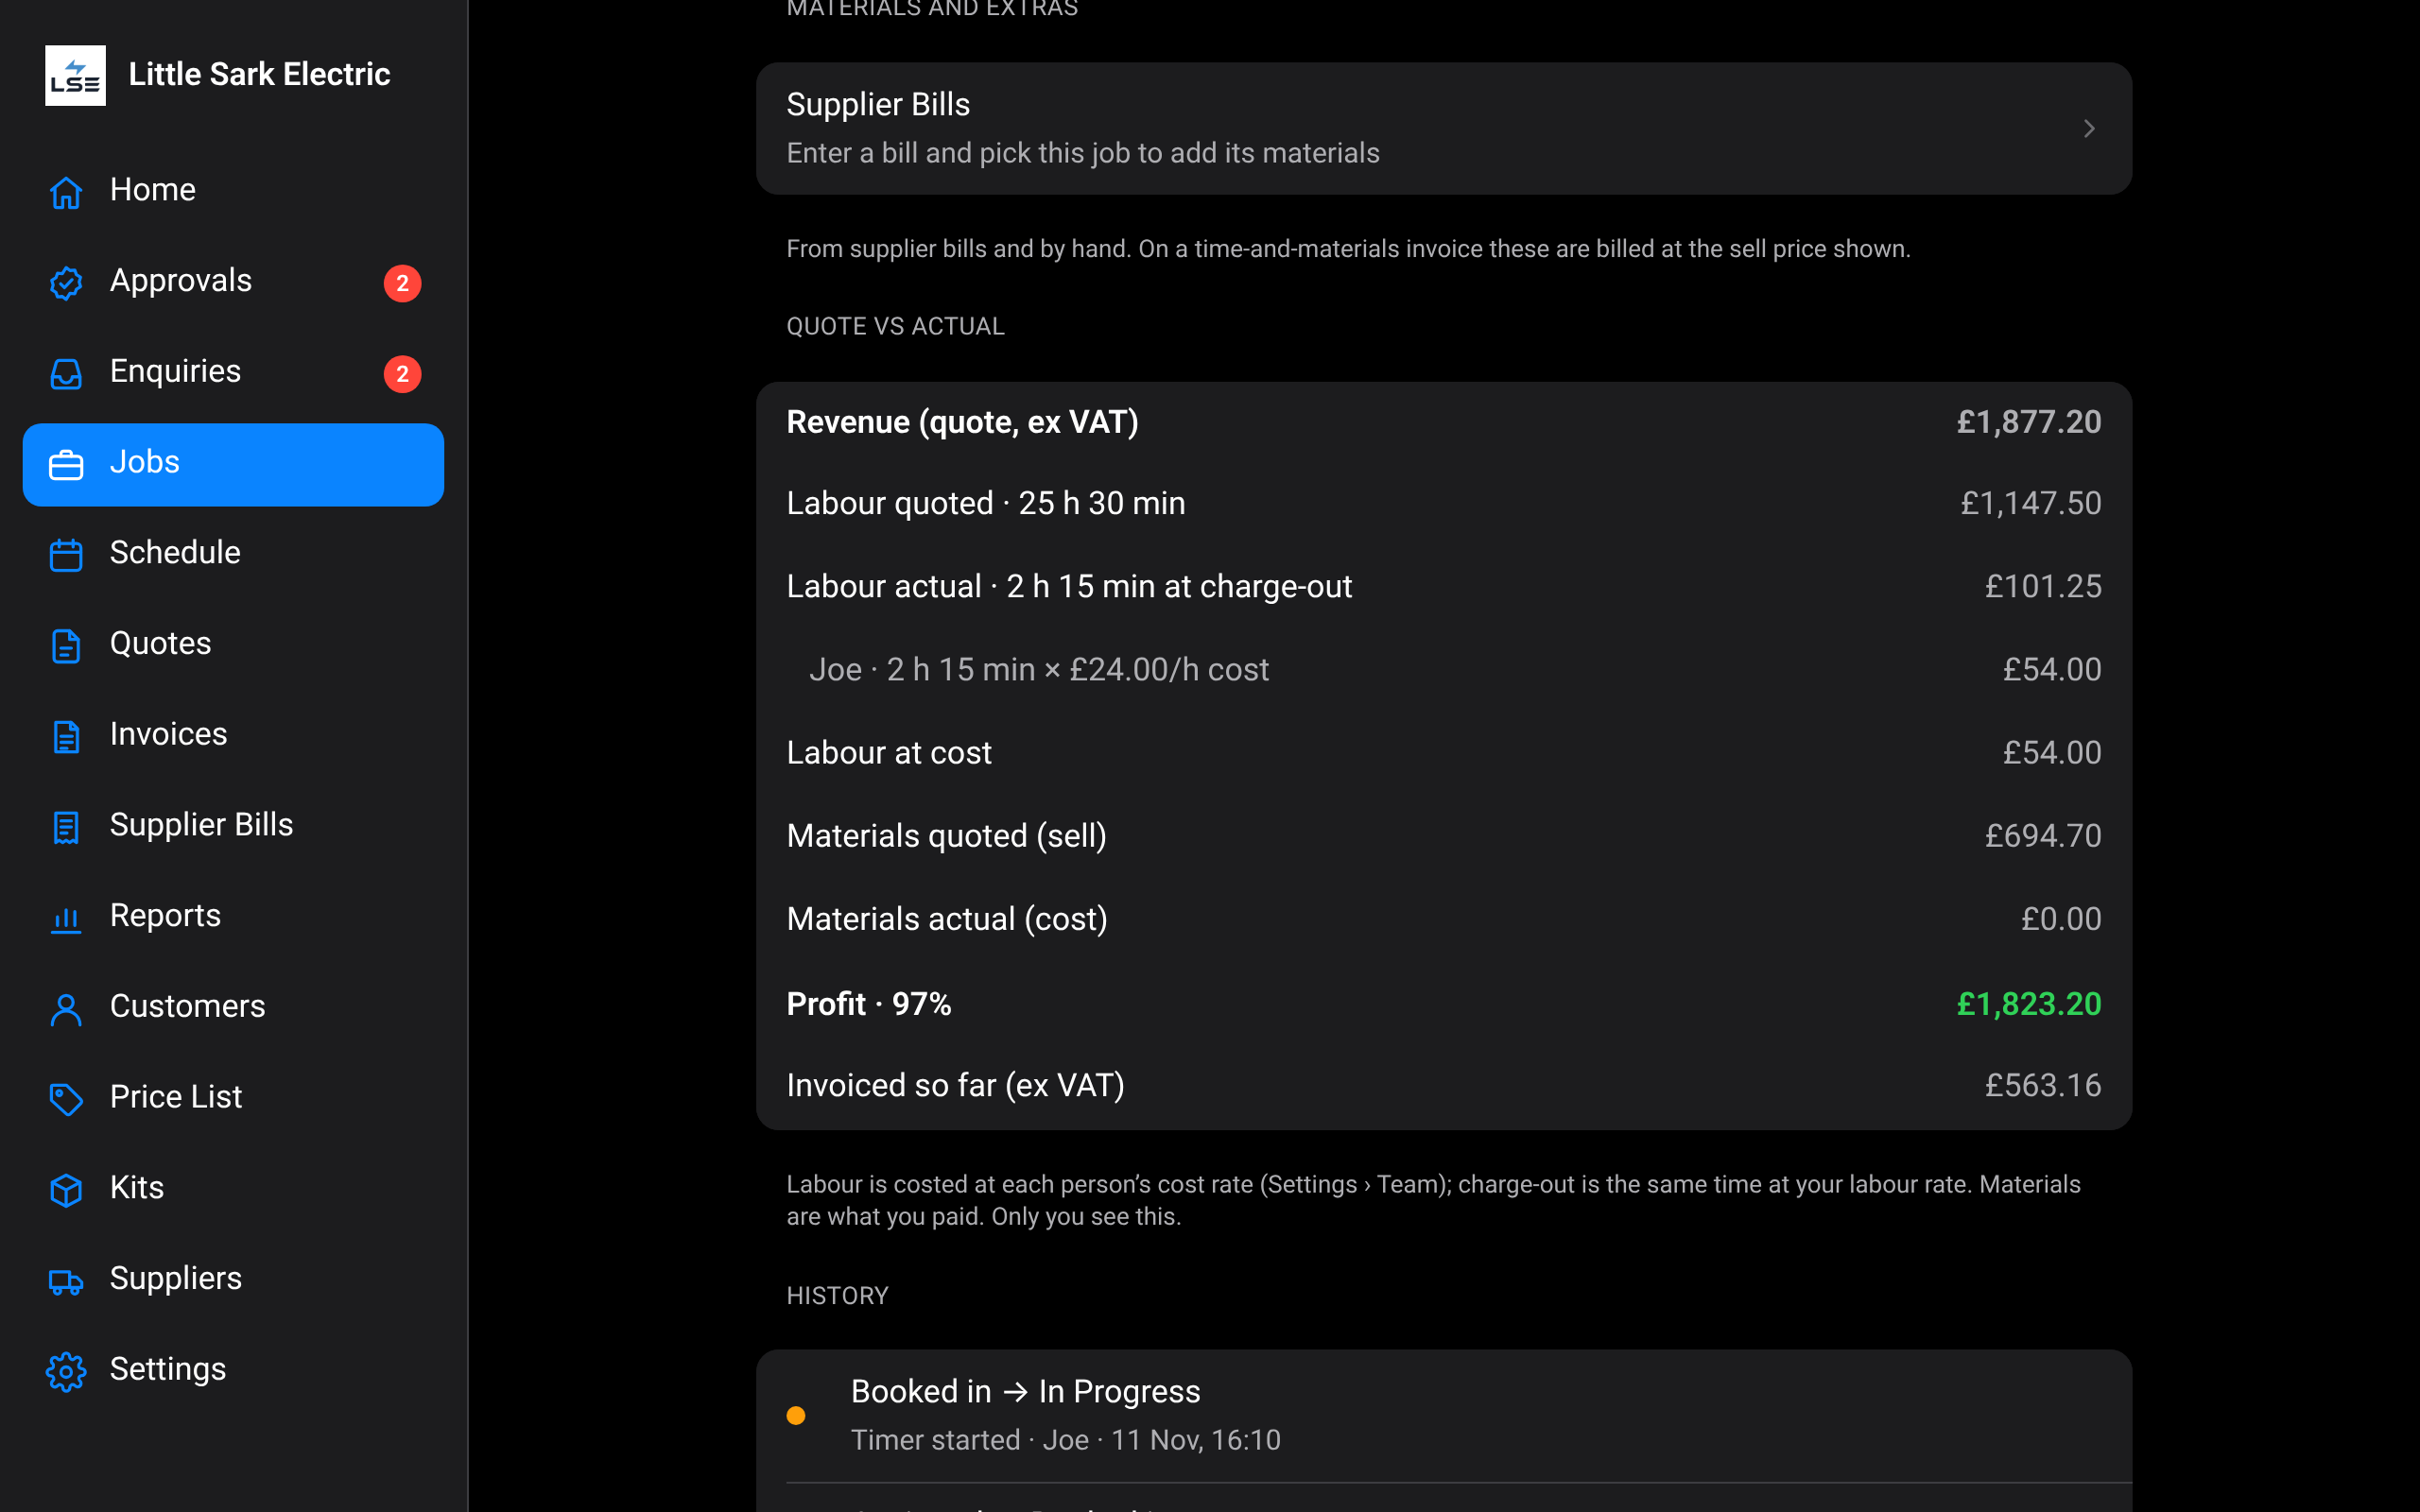 LSE
Little Sark Electric
Home
Approvals 2
Enquiries 2
Jobs
Schedule
Quotes
Invoices
Supplier Bills
Reports
Customers
Price List
Kits
Suppliers
Settings
MATERIALS AND EXTRAS
Supplier Bills
Enter a bill and pick this job to add its materials
From supplier bills and by hand. On a time-and-materials invoice these are billed at the sell price shown.
QUOTE VS ACTUAL
Revenue (quote, ex VAT) £1,877.20
Labour quoted · 25 h 30 min £1,147.50
Labour actual · 2 h 15 min at charge-out £101.25
Joe · 2 h 15 min × £24.00/h cost £54.00
Labour at cost £54.00
Materials quoted (sell) £694.70
Materials actual (cost) £0.00
Profit · 97% £1,823.20
Invoiced so far (ex VAT) £563.16
Labour is costed at each person’s cost rate (Settings › Team); charge-out is the same time at your labour rate. Materials
are what you paid. Only you see this.
HISTORY
Booked in → In Progress
Timer started · Joe · 11 Nov, 16:10